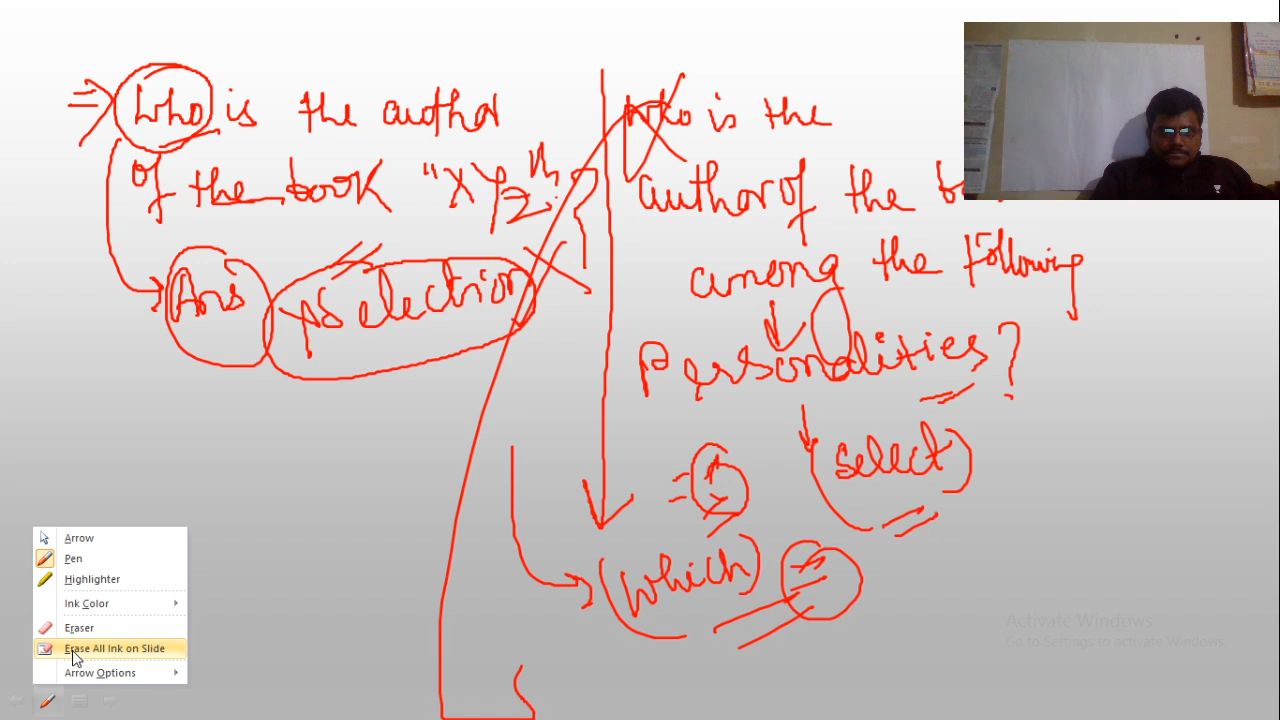 => Who is the author
of the book "XYZ"?
Ans selection
Who is the
author of the
among the following
Personalities?
(select)
(which)
Arrow
Pen
Highlighter
Ink Color
Eraser
Erase All Ink on Slide
Arrow Options
Activate Windows
Go to Settings to activate Windows.